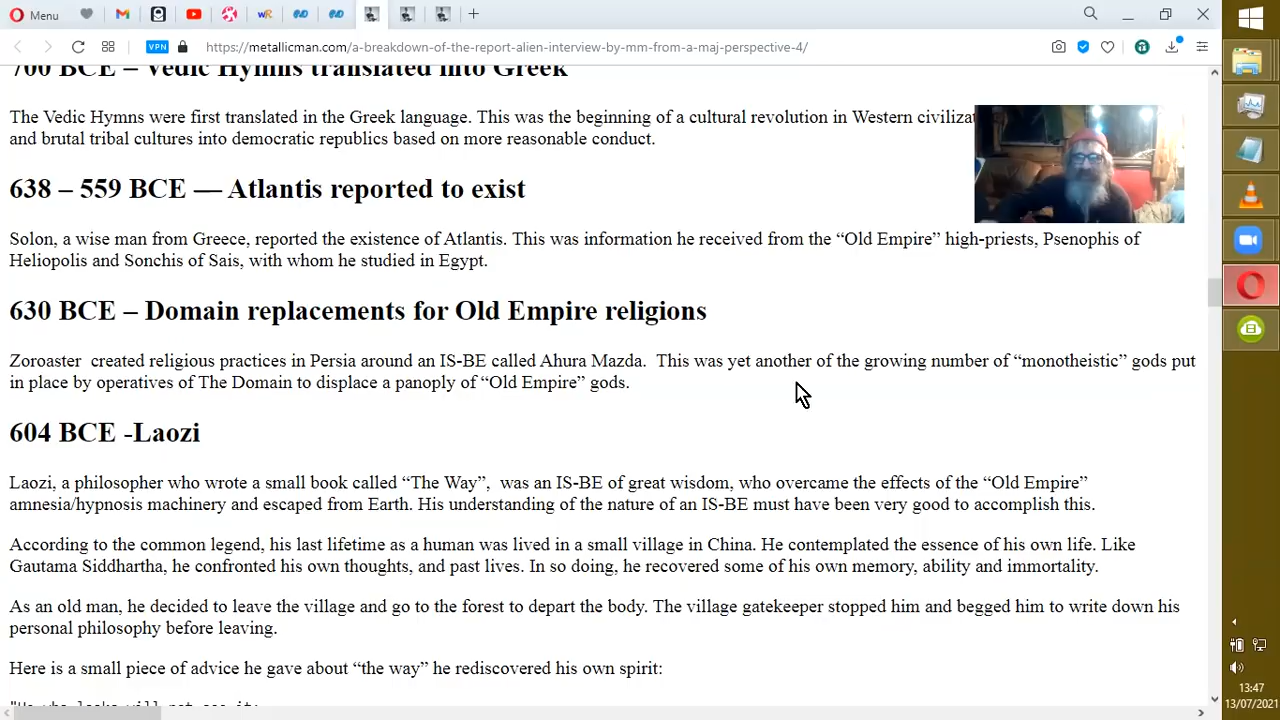 Menu
VPN
https://metallicman.com/a-breakdown-of-the-report-alien-interview-by-mm-from-a-maj-perspective-4/
700 BCE – Vedic Hymns translated into Greek
The Vedic Hymns were first translated in the Greek language. This was the beginning of a cultural revolution in Western
and brutal tribal cultures into democratic republics based on more reasonable conduct.
638 – 559 BCE — Atlantis reported to exist
Solon, a wise man from Greece, reported the existence of Atlantis. This was information he received from the “Old Empire” high-priests, Psenophis of
Heliopolis and Sonchis of Sais, with whom he studied in Egypt.
630 BCE – Domain replacements for Old Empire religions
Zoroaster created religious practices in Persia around an IS-BE called Ahura Mazda. This was yet another of the growing number of “monotheistic” gods put
in place by operatives of The Domain to displace a panoply of “Old Empire” gods.
604 BCE -Laozi
Laozi, a philosopher who wrote a small book called “The Way”, was an IS-BE of great wisdom, who overcame the effects of the “Old Empire”
amnesia/hypnosis machinery and escaped from Earth. His understanding of the nature of an IS-BE must have been very good to accomplish this.
According to the common legend, his last lifetime as a human was lived in a small village in China. He contemplated the essence of his own life. Like
Gautama Siddhartha, he confronted his own thoughts, and past lives. In so doing, he recovered some of his own memory, ability and immortality.
As an old man, he decided to leave the village and go to the forest to depart the body. The village gatekeeper stopped him and begged him to write down his
personal philosophy before leaving.
Here is a small piece of advice he gave about “the way” he rediscovered his own spirit:
13:47
13/07/2021